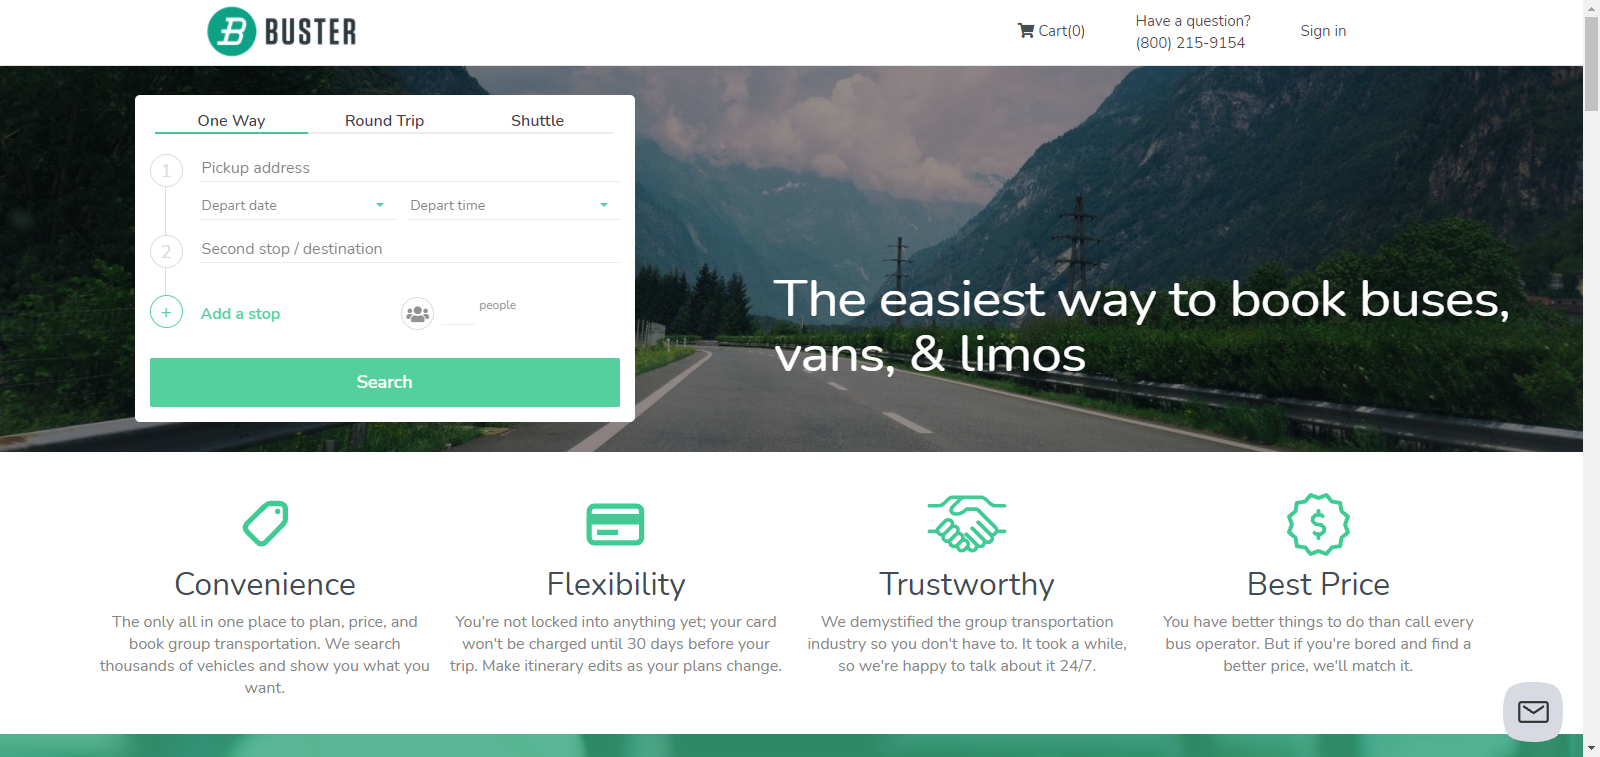 BUSTER
Cart(0)
Have a question?
(800) 215-9154
Sign in
One Way
Round Trip
Shuttle
1
Pickup address
Depart date
Depart time
2
Second stop / destination
+
Add a stop
people
Search
The easiest way to book buses,
vans, & limos
Convenience
The only all in one place to plan, price, and
book group transportation. We search
thousands of vehicles and show you what you
want.
Flexibility
You're not locked into anything yet; your card
won't be charged until 30 days before your
trip. Make itinerary edits as your plans change.
Trustworthy
We demystified the group transportation
industry so you don't have to. It took a while,
so we're happy to talk about it 24/7.
$
Best Price
You have better things to do than call every
bus operator. But if you're bored and find a
better price, we'll match it.